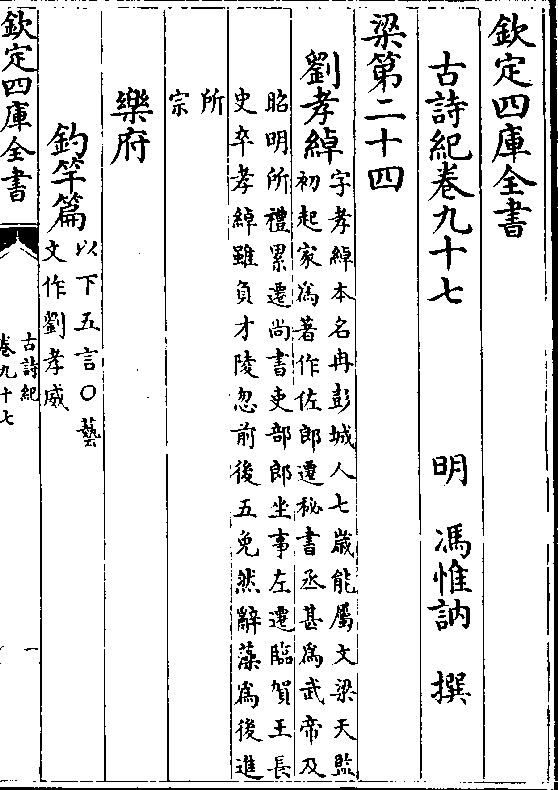 欽定四庫全書
古詩紀卷九十七
明 馮惟訥 撰
梁第二十四
劉孝綽
字孝綽本名冉彭城人七歲能屬文梁天監
初起家為著作佐郎遷秘書丞甚為武帝及
昭明所禮累遷尚書吏部郎坐事左遷臨賀王長
史卒孝綽雖負才陵忽前後五免然辭藻為後進
所
宗
樂府
釣竿篇
以下五言○藝
文作劉孝威
欽定四庫全書
古詩紀
卷九十七
一